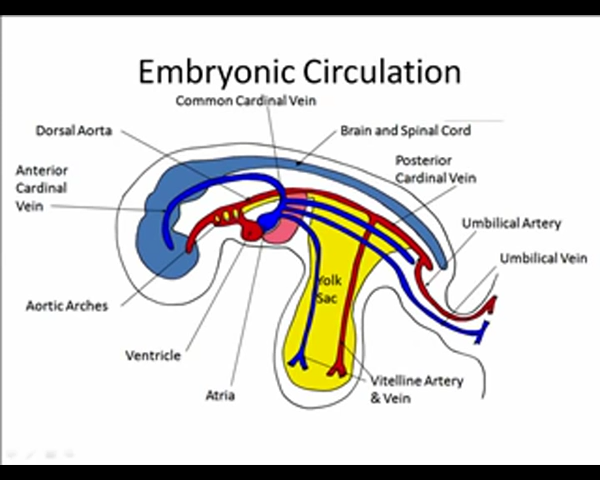 Embryonic Circulation
Common Cardinal Vein
Dorsal Aorta
Brain and Spinal Cord
Anterior
Cardinal
Vein
Posterior
Cardinal Vein
Umbilical Artery
Umbilical Vein
Yolk
Sac
Aortic Arches
Ventricle
Atria
Vitelline Artery
& Vein